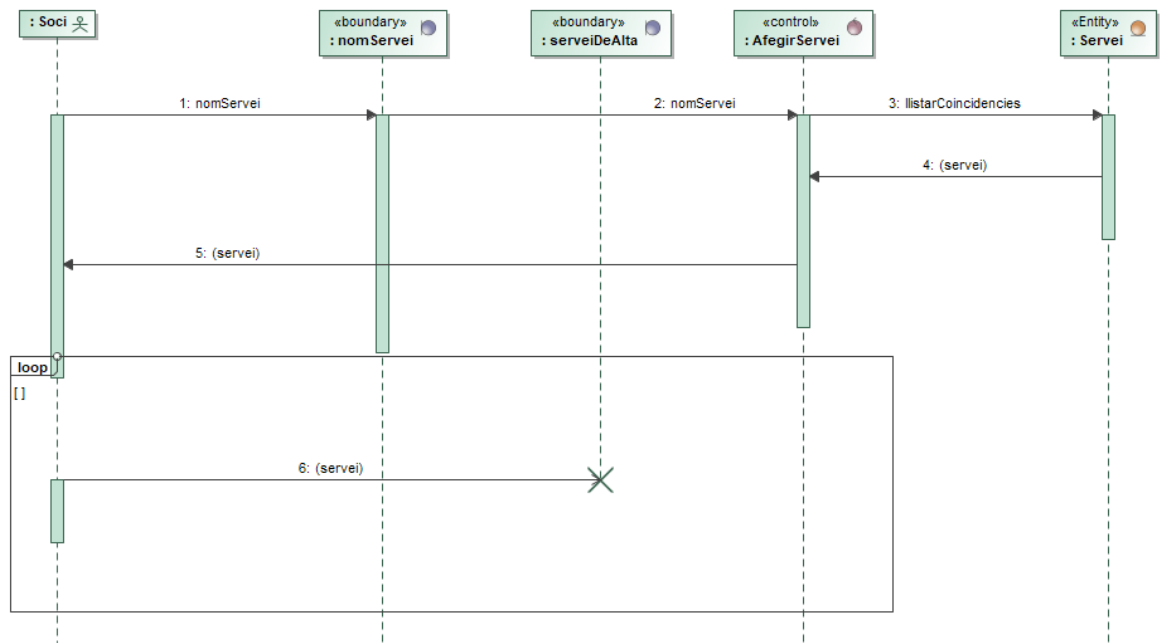 : Soci
«boundary»
: nomServei
«boundary»
: serveiDeAlta
«control»
: AfegirServei
«Entity»
: Servei
1: nomServei
2: nomServei
3: llistarCoincidencies
4: (servei)
5: (servei)
loop
[ ]
6: (servei)